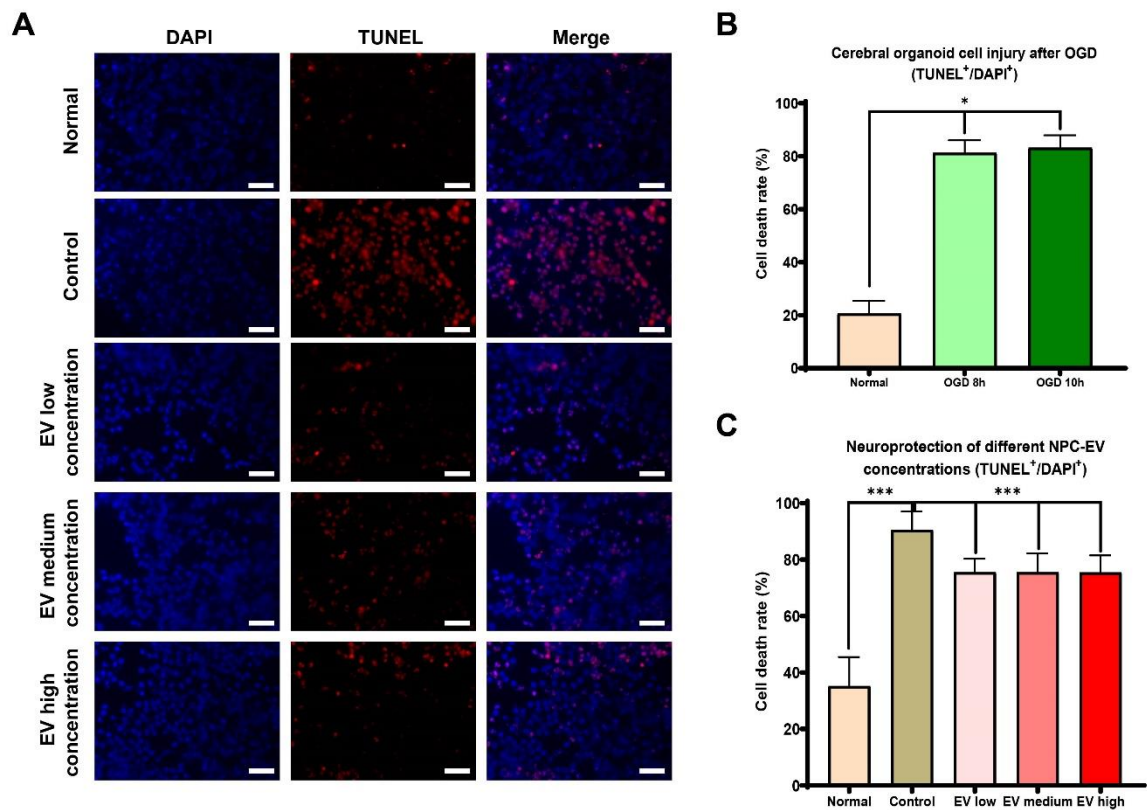 A
DAPI
TUNEL
Merge
Normal
Control
EV low
concentration
EV medium
concentration
EV high
concentration
B
Cerebral organoid cell injury after OGD
(TUNEL⁺/DAPI⁺)
*
Cell death rate (%)
100
80
60
40
20
0
Normal
OGD 8h
OGD 10h
C
Neuroprotection of different NPC-EV
concentrations (TUNEL⁺/DAPI⁺)
***
***
Cell death rate (%)
100
80
60
40
20
0
Normal
Control
EV low
EV medium
EV high